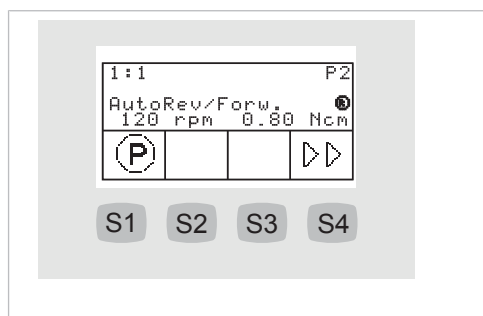 1:1 P2
AutoRev/Forw. ®
120 rpm 0.80 Ncm
P
S1 S2 S3 S4